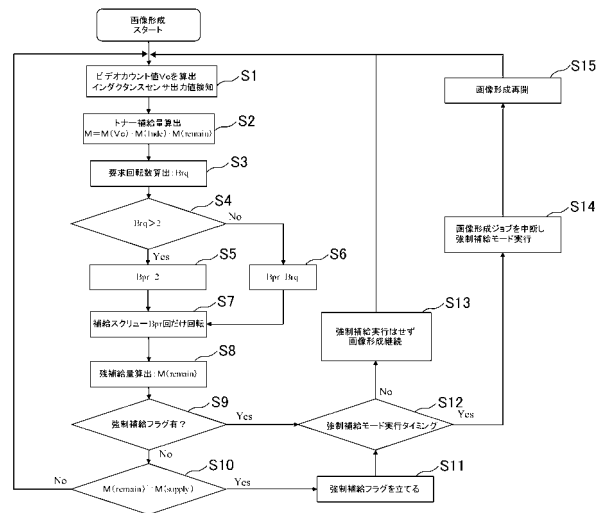 画像形成
スタート
S1
ビデオカウント値Vcを算出
インダクタンスセンサ出力値検知
S2
トナー補給量算出
M=M(Vc)+M(Indc)+M(remain)
S3
要求回転数算出:Brq
S4
Brq>2
No
Yes
S5
Bpr=2
S6
Bpr=Brq
S7
補給スクリューBpr回だけ回転
S8
残補給量算出:M(remain)
S9
強制補給フラグ有?
Yes
No
S10
M(remain) M(supply)
No
Yes
S11
強制補給フラグを立てる
S12
強制補給モード実行タイミング
No
Yes
S13
強制補給実行はせず
画像形成継続
S14
画像形成ジョブを中断し
強制補給モード実行
S15
画像形成再開